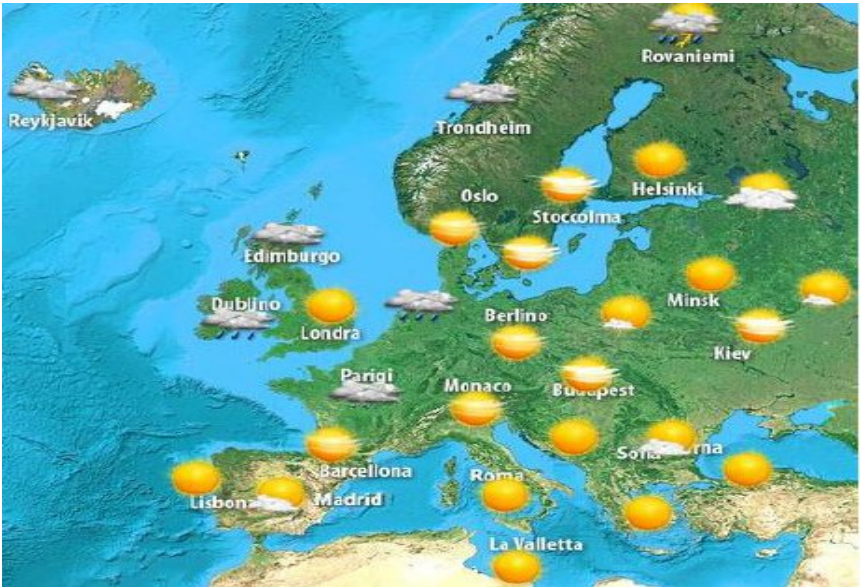 Rovaniemi
Reykjavik
Trondheim
Helsinki
Oslo
Stoccolma
Edimburgo
Minsk
Dublino
Londra
Berlino
Kiev
Parigi
Monaco
Budapest
Sofia
Barcellona
Roma
Lisbona
Madrid
La Valletta